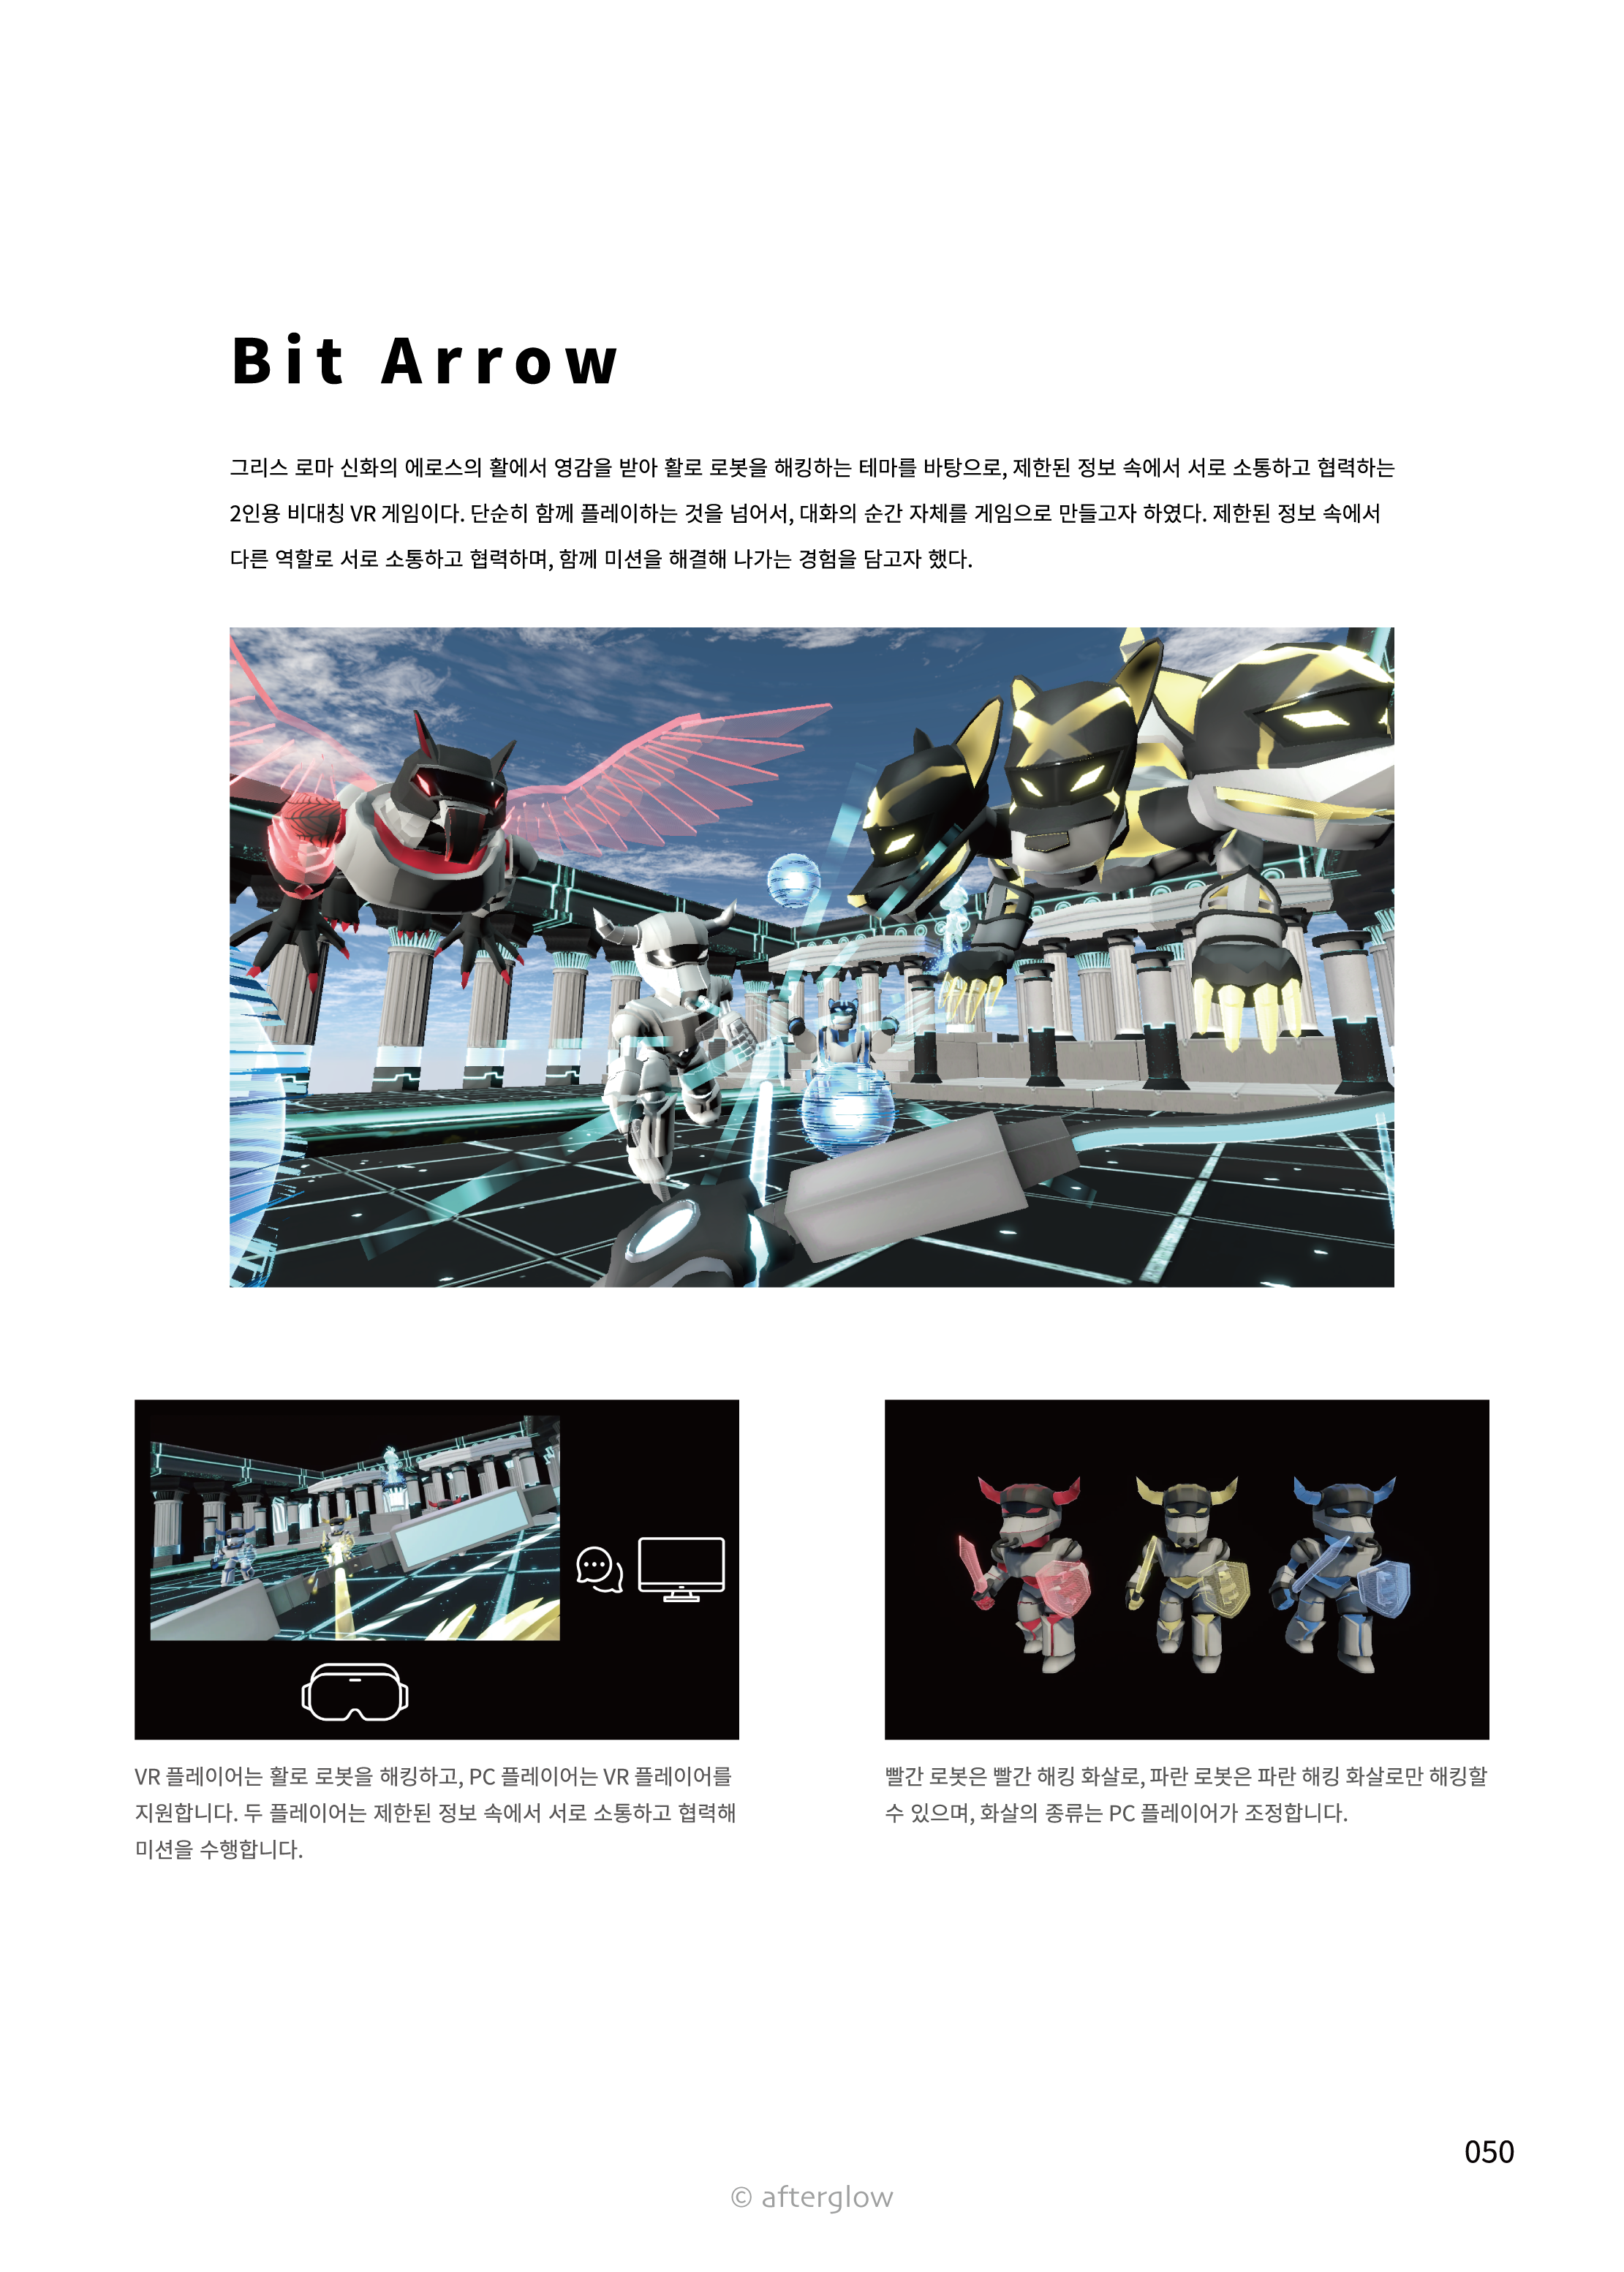 Bit Arrow
그리스 로마 신화의 에로스의 활에서 영감을 받아 활로 로봇을 해킹하는 테마를 바탕으로, 제한된 정보 속에서 서로 소통하고 협력하는
2인용 비대칭 VR 게임이다. 단순히 함께 플레이하는 것을 넘어서, 대화의 순간 자체를 게임으로 만들고자 하였다. 제한된 정보 속에서
다른 역할로 서로 소통하고 협력하며, 함께 미션을 해결해 나가는 경험을 담고자 했다.
VR 플레이어는 활로 로봇을 해킹하고, PC 플레이어는 VR 플레이어를
지원합니다. 두 플레이어는 제한된 정보 속에서 서로 소통하고 협력해
미션을 수행합니다.
빨간 로봇은 빨간 해킹 화살로, 파란 로봇은 파란 해킹 화살로만 해킹할
수 있으며, 화살의 종류는 PC 플레이어가 조정합니다.
050
© afterglow